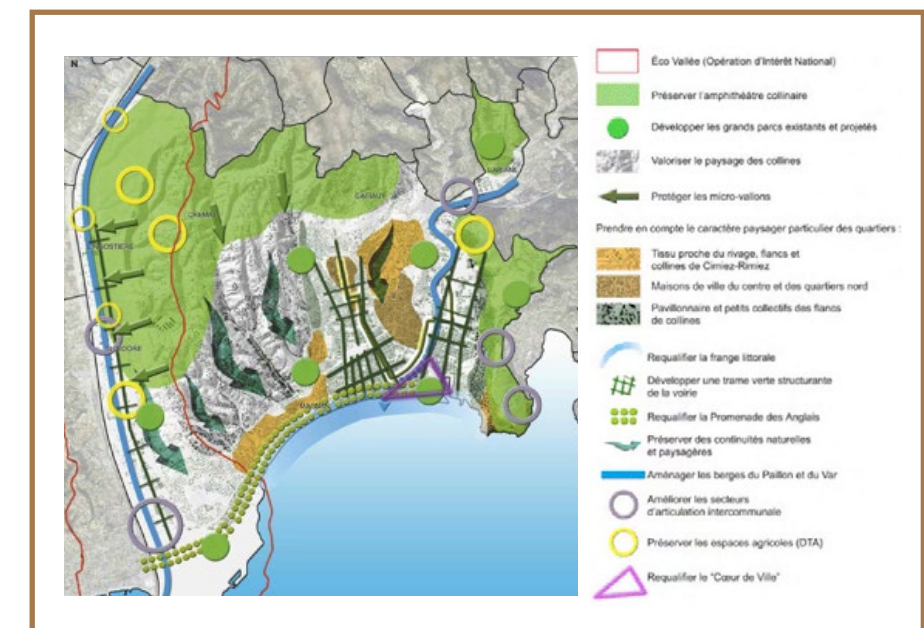 N
Éco Vallée (Opération d'Intérêt National)
Préserver l'amphithéâtre collinaire
Développer les grands parcs existants et projetés
Valoriser le paysage des collines
Protéger les micro-vallons
Prendre en compte le caractère paysager particulier des quartiers :
Tissu proche du rivage, flancs et
collines de Cimiez-Rimiez
Maisons de ville du centre et des quartiers nord
Pavillonnaire et petits collectifs des flancs
de collines
Requalifier la frange littorale
Développer une trame verte structurante
de la voirie
Requalifier la Promenade des Anglais
Préserver des continuités naturelles
et paysagères
Aménager les berges du Paillon et du Var
Améliorer les secteurs
d'articulation intercommunale
Préserver les espaces agricoles (DTA)
Requalifier le "Cœur de Ville"